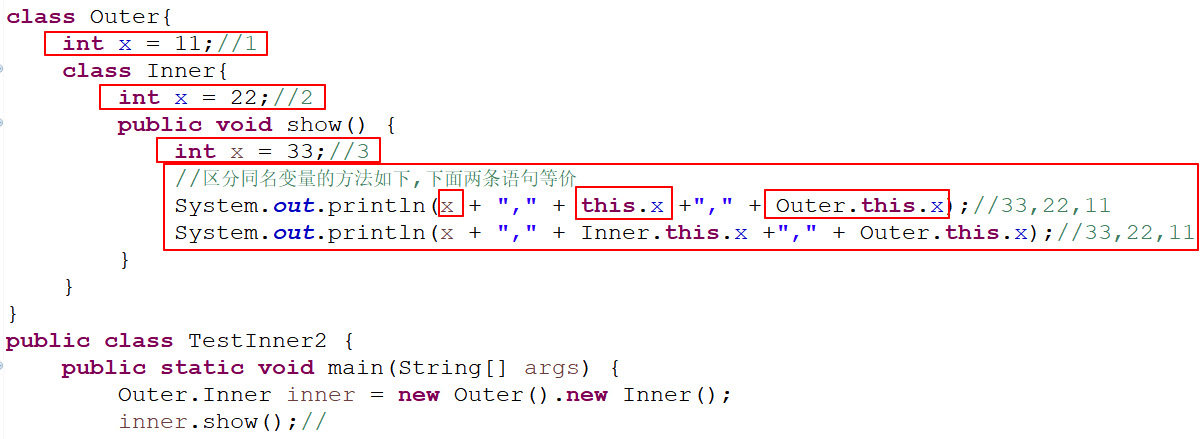 class Outer{
    int x = 11;//1
    class Inner{
        int x = 22;//2
        public void show() {
            int x = 33;//3
            //区分同名变量的方法如下,下面两条语句等价
            System.out.println(x + "," + this.x +"," + Outer.this.x);//33,22,11
            System.out.println(x + "," + Inner.this.x +"," + Outer.this.x);//33,22,11
        }
    }
}
public class TestInner2 {
    public static void main(String[] args) {
        Outer.Inner inner = new Outer().new Inner();
        inner.show();//